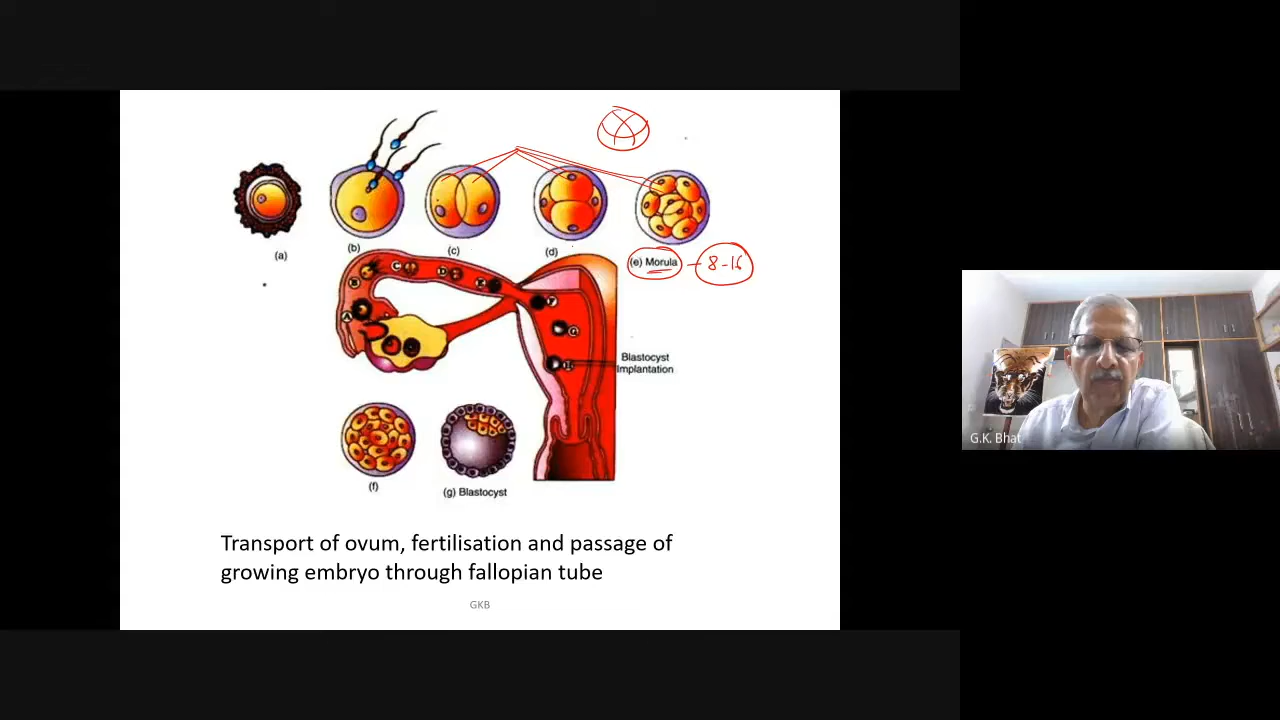 (a)
(b)
(c)
(d)
(e) Morula - 8-16
A
B
C
D
E
F
G
Blastocyst
Implantation
(f)
(g) Blastocyst
Transport of ovum, fertilisation and passage of
growing embryo through fallopian tube
GKB
G.K. Bhat